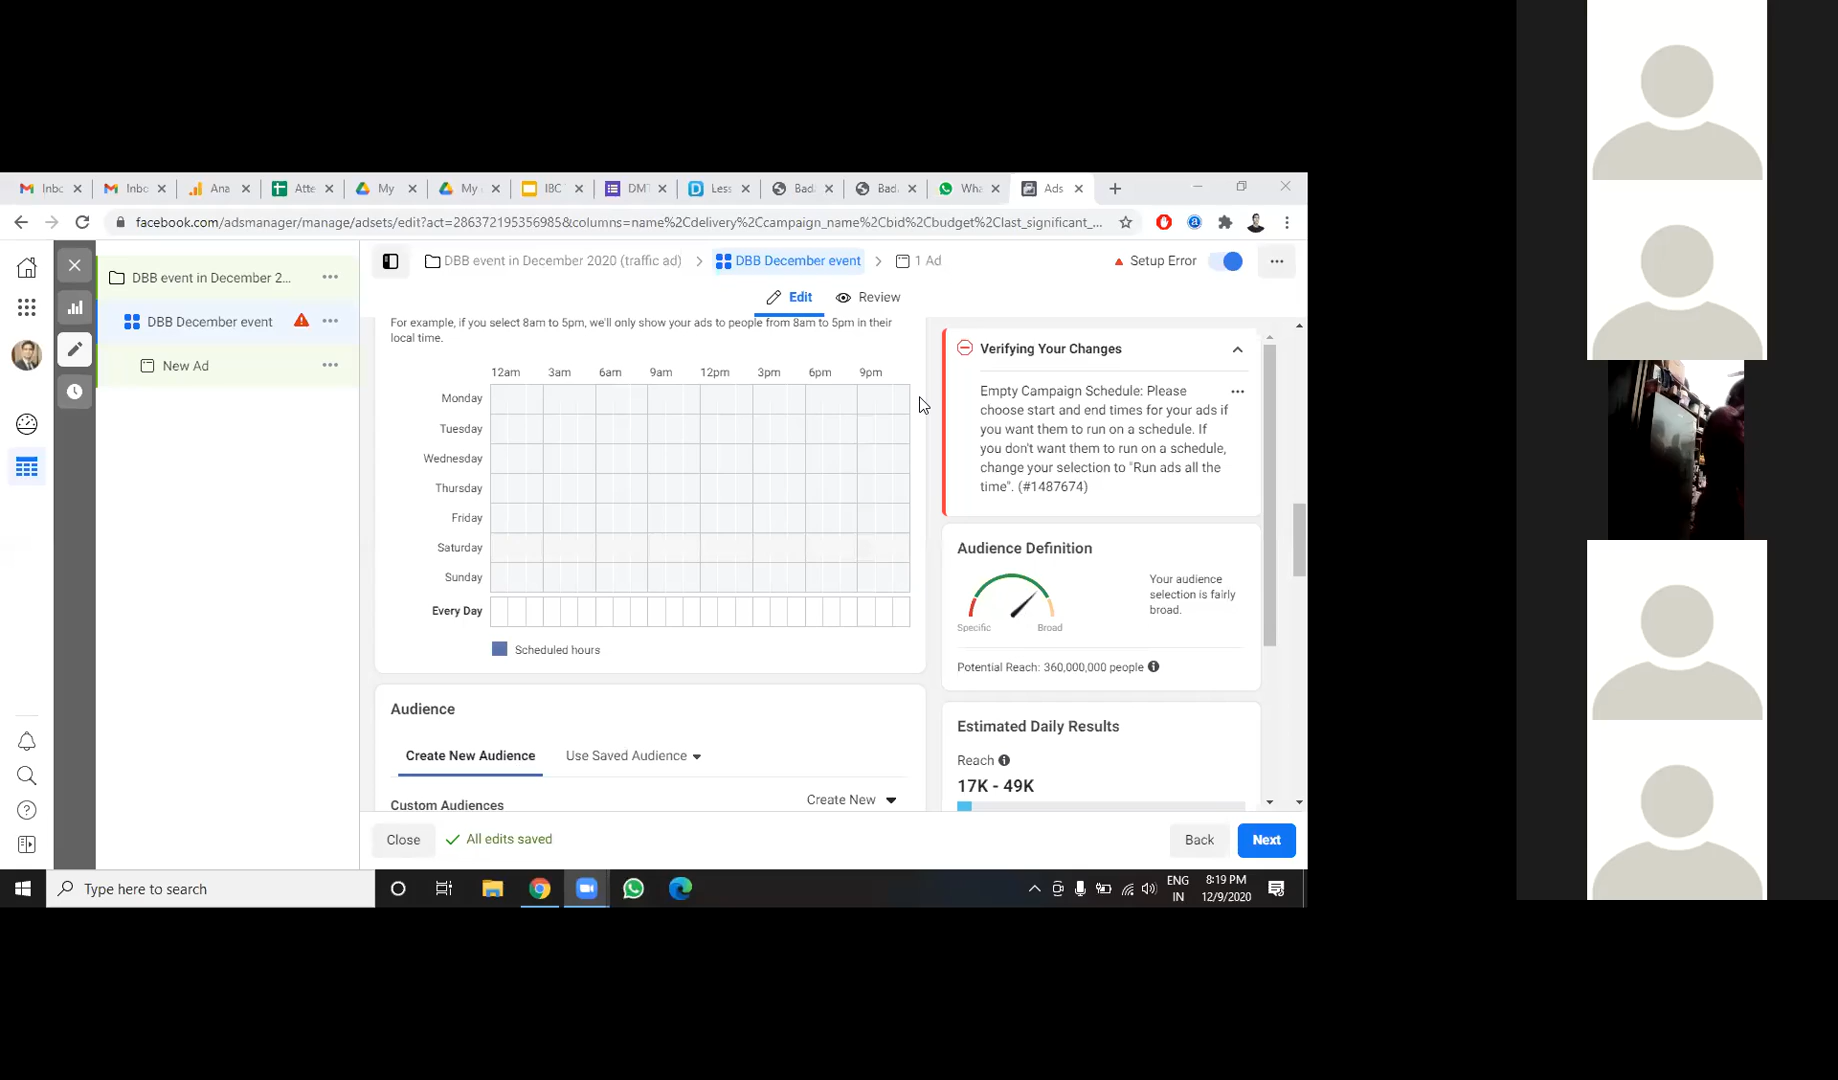 Inbc
Inbo
Ana
Atte
My
My
IBC
DMT
Less
Bad
Bad
Wha
Ads
facebook.com/adsmanager/manage/adsets/edit?act=286372195356985&columns=name%2Cdelivery%2Ccampaign_name%2Cbid%2Cbudget%2Clast_significant_...
DBB event in December 2...
DBB December event
New Ad
DBB event in December 2020 (traffic ad)
DBB December event
1 Ad
Setup Error
Edit
Review
For example, if you select 8am to 5pm, we'll only show your ads to people from 8am to 5pm in their
local time.
12am 3am 6am 9am 12pm 3pm 6pm 9pm
Monday
Tuesday
Wednesday
Thursday
Friday
Saturday
Sunday
Every Day
Scheduled hours
Audience
Create New Audience
Use Saved Audience
Custom Audiences
Create New
Verifying Your Changes
Empty Campaign Schedule: Please
choose start and end times for your ads if
you want them to run on a schedule. If
you don't want them to run on a schedule,
change your selection to "Run ads all the
time". (#1487674)
Audience Definition
Specific
Broad
Your audience
selection is fairly
broad.
Potential Reach: 360,000,000 people
Estimated Daily Results
Reach
17K - 49K
Close
All edits saved
Back
Next
Type here to search
ENG
IN
8:19 PM
12/9/2020